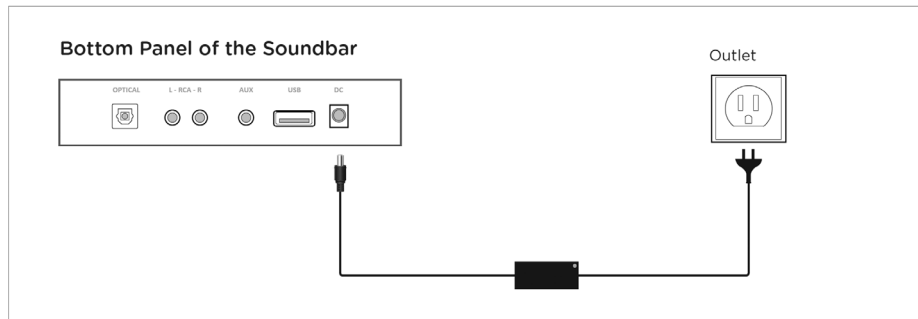 Bottom Panel of the Soundbar
Outlet
OPTICAL L - RCA - R AUX USB DC